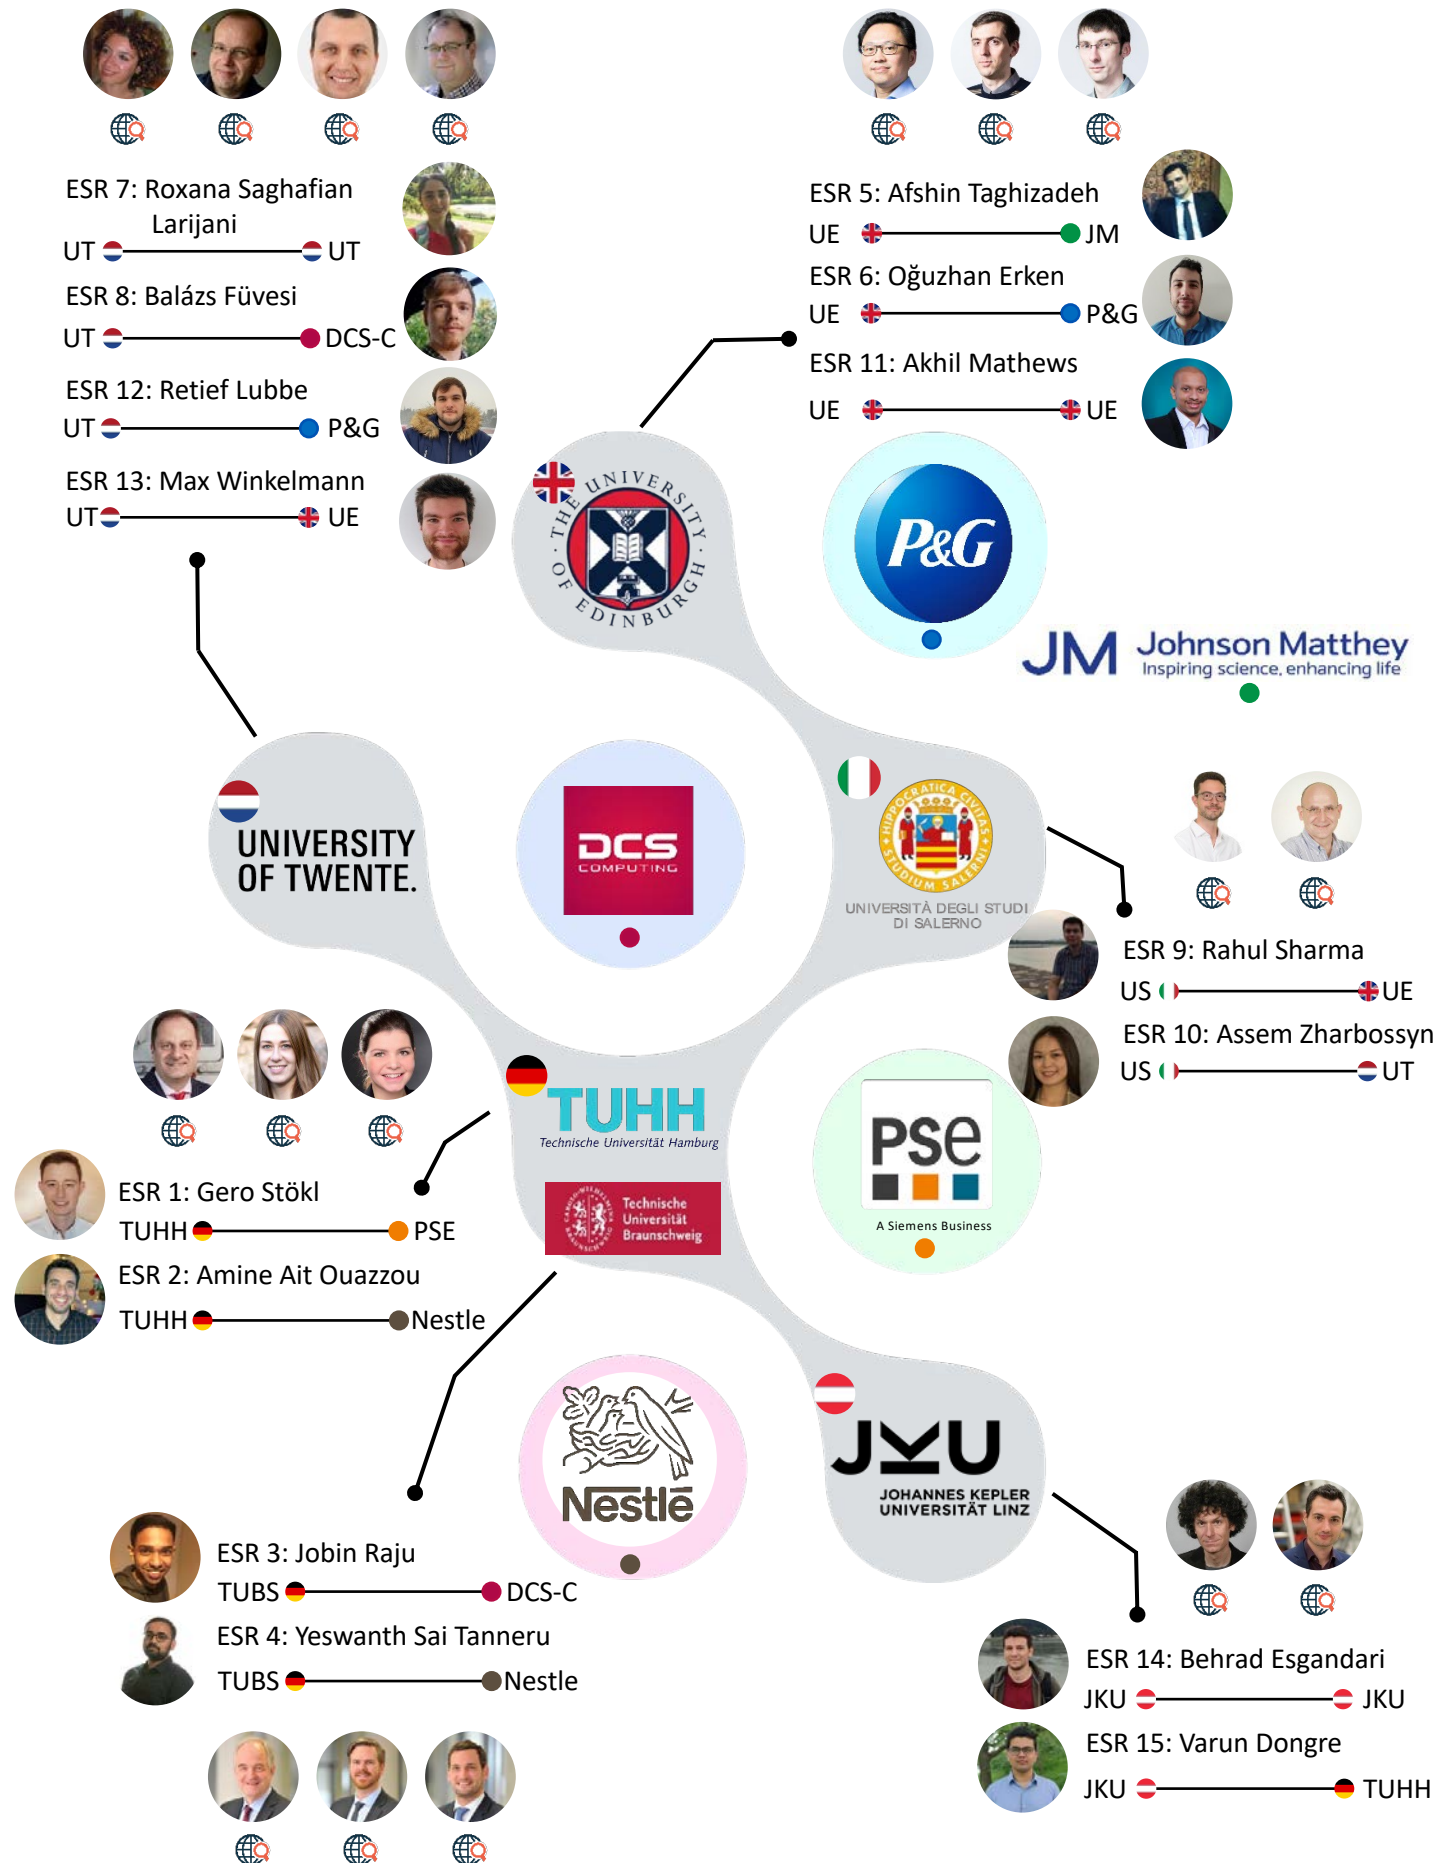 ESR 7: Roxana Saghafian
Larijani
UT UT
ESR 8: Balázs Füvesi
UT DCS-C
ESR 12: Retief Lubbe
UT P&G
ESR 13: Max Winkelmann
UT UE
ESR 5: Afshin Taghizadeh
UE JM
ESR 6: Oğuzhan Erken
UE P&G
ESR 11: Akhil Mathews
UE UE
THE UNIVERSITY OF EDINBURGH
P&G
JM Johnson Matthey
Inspiring science, enhancing life
UNIVERSITY
OF TWENTE.
DCS
COMPUTING
HIPPOCRATICA CIVITAS
STUDIUM SALERNI
UNIVERSITÀ DEGLI STUDI
DI SALERNO
ESR 9: Rahul Sharma
US UE
ESR 10: Assem Zharbossyn
US UT
TUHH
Technische Universität Hamburg
Technische
Universität
Braunschweig
PSe
A Siemens Business
ESR 1: Gero Stökl
TUHH PSE
ESR 2: Amine Ait Ouazzou
TUHH Nestle
Nestlé
JKU
JOHANNES KEPLER
UNIVERSITÄT LINZ
ESR 3: Jobin Raju
TUBS DCS-C
ESR 4: Yeswanth Sai Tanneru
TUBS Nestle
ESR 14: Behrad Esgandari
JKU JKU
ESR 15: Varun Dongre
JKU TUHH